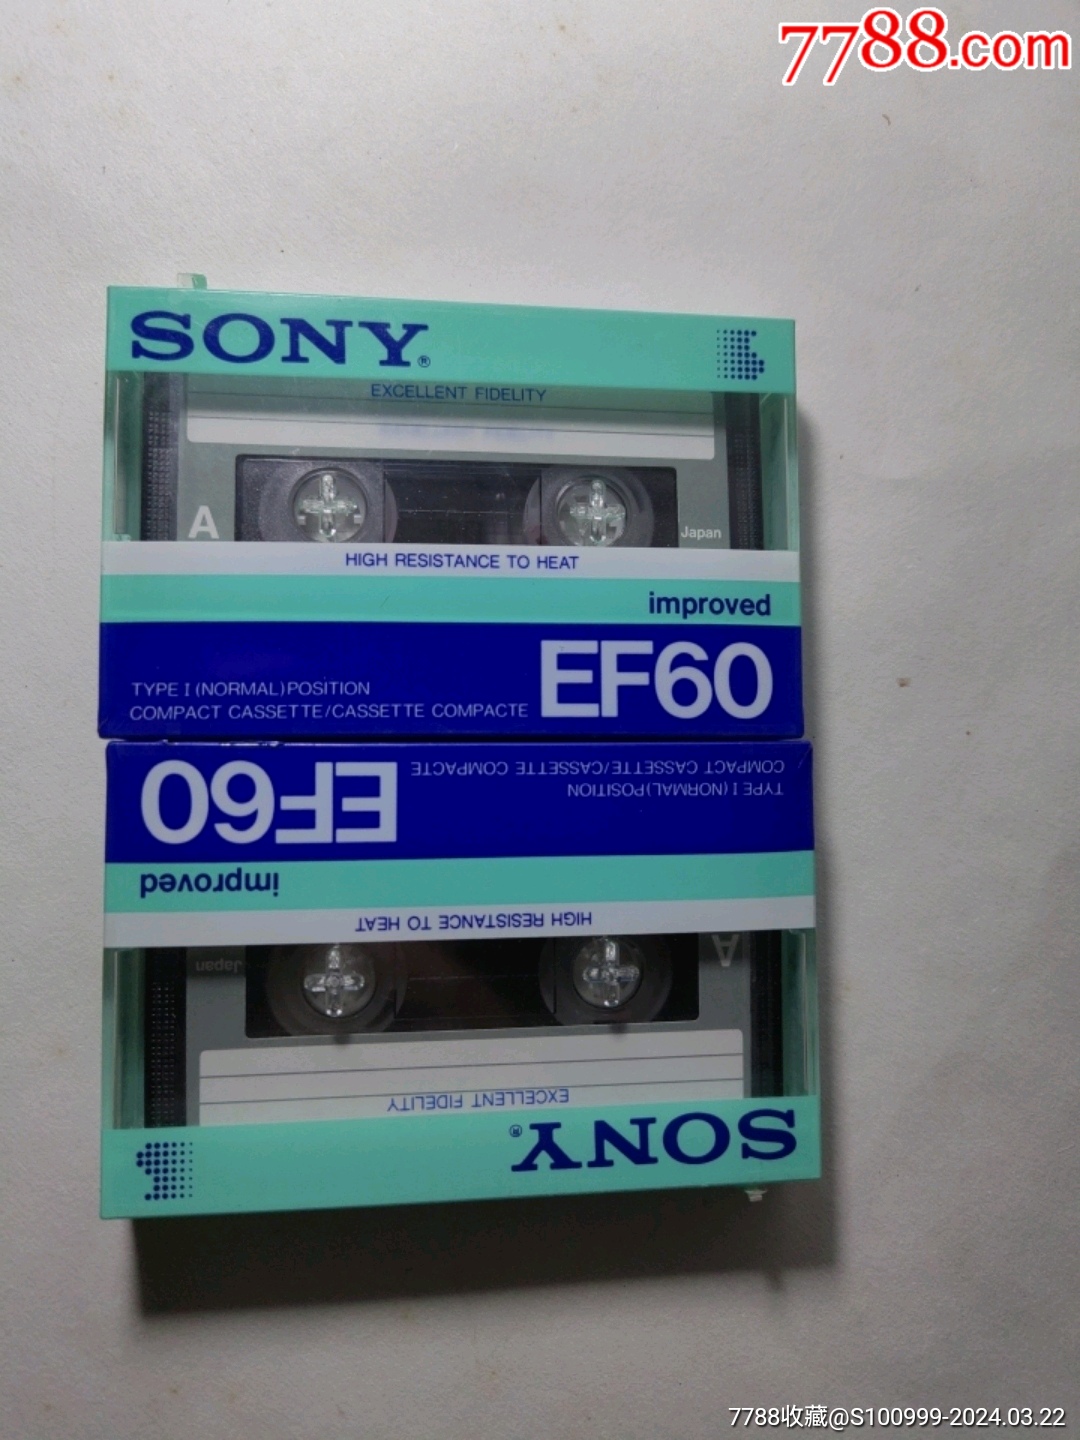 7788.com
SONY®
EXCELLENT FIDELITY
A
Japan
HIGH RESISTANCE TO HEAT
improved
EF60
TYPE I (NORMAL) POSITION
COMPACT CASSETTE/CASSETTE COMPACTE
EF60
COMPACT CASSETTE/CASSETTE COMPACTE
TYPE I (NORMAL) POSITION
improved
HIGH RESISTANCE TO HEAT
A
Japan
EXCELLENT FIDELITY
SONY®
7788收藏@S100999-2024.03.22